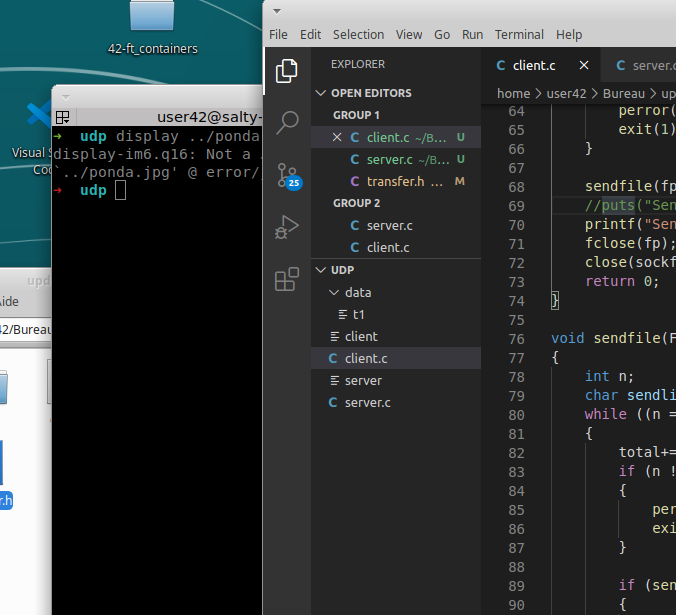 42-ft_containers
Visual S
Co
upd
Aide
42/Bureau
r.h
user42@salty-
➜ udp display ../ponda
display-im6.q16: Not a
`../ponda.jpg' @ error/
➜ udp
File Edit Selection View Go Run Terminal Help
EXPLORER
OPEN EDITORS
GROUP 1
client.c ~/B... U
server.c ~/B... U
transfer.h ... M
GROUP 2
server.c
client.c
25
UDP
data
t1
client
client.c
server
server.c
client.c
server.c
home > user42 > Bureau > up
64 perror(
65 exit(1)
66 }
67
68 sendfile(fp
69 //puts("Sen
70 printf("Sen
71 fclose(fp);
72 close(sockf
73 return 0;
74 }
75
76 void sendfile(F
77 {
78 int n;
79 char sendli
80 while ((n =
81 {
82 total+=
83 if (n !
84 {
85 per
86 exi
87 }
88
89 if (sen
90 {